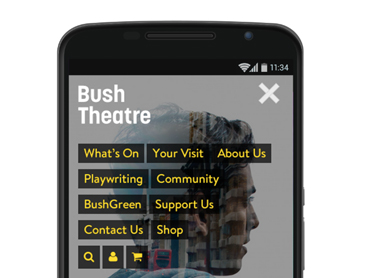 11:34
Bush
Theatre
What's On Your Visit About Us
Playwriting Community
BushGreen Support Us
Contact Us Shop